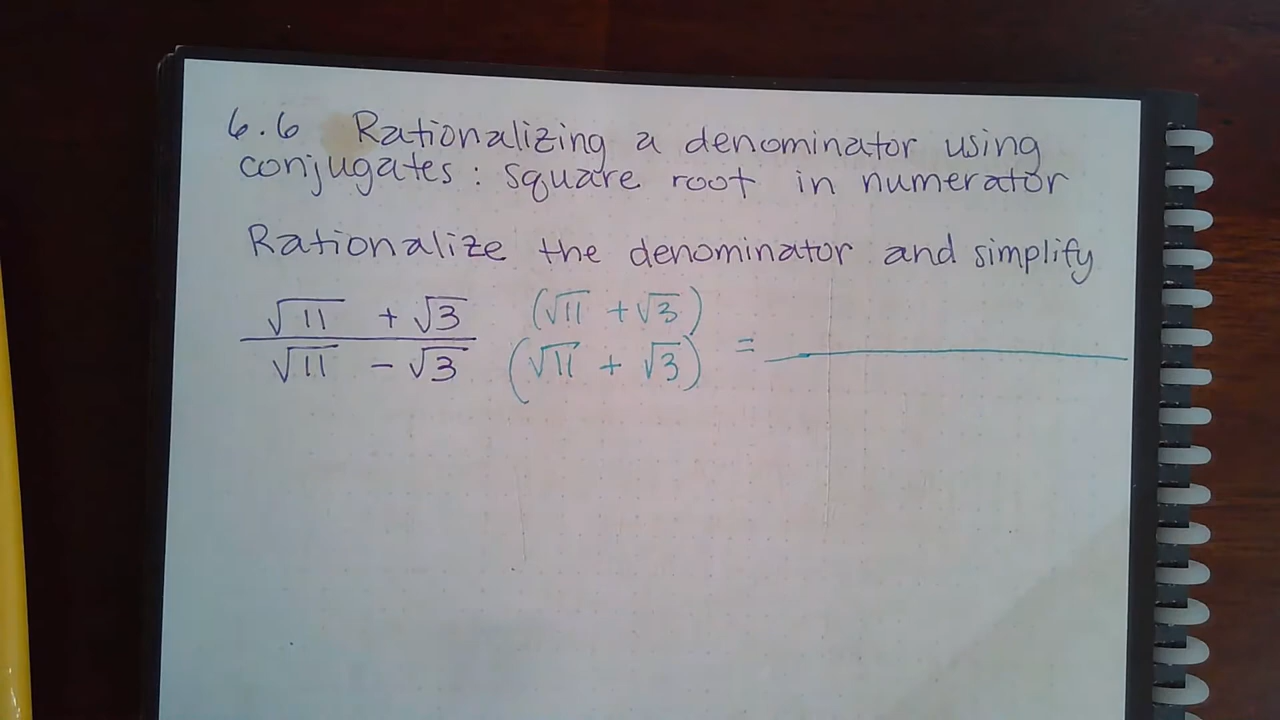 6.6 Rationalizing a denominator using
conjugates: square root in numerator
Rationalize the denominator and simplify
√11 + √3 (√11 + √3)
√11 - √3 (√11 + √3) =